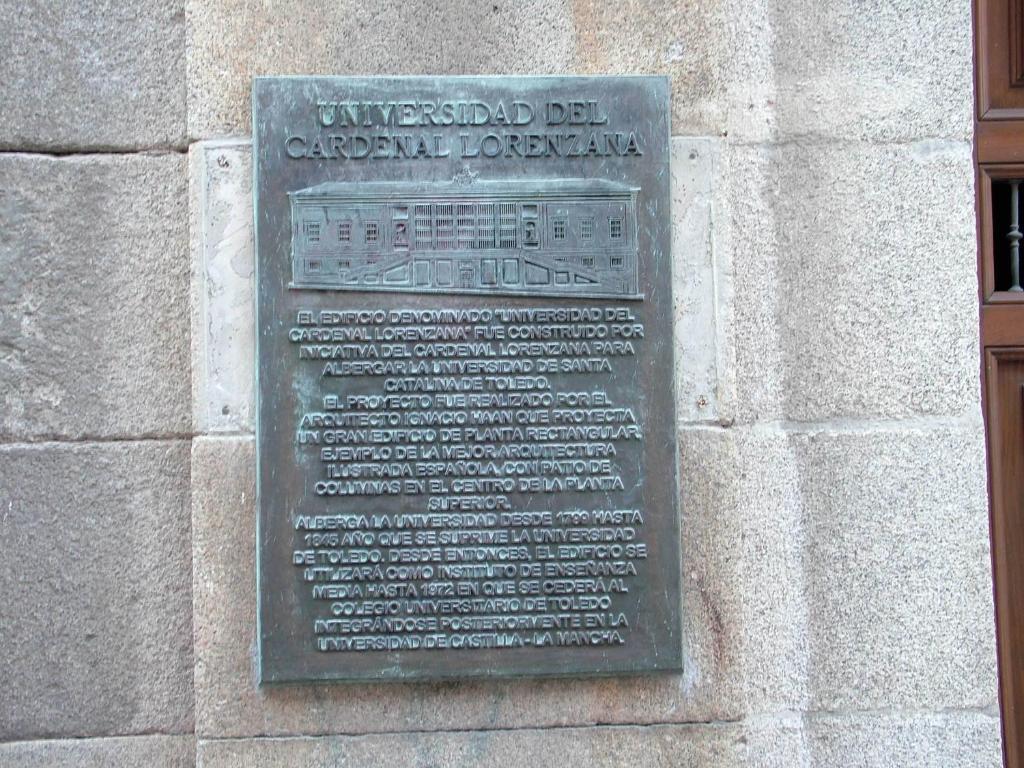 UNIVERSIDAD DEL
CARDENAL LORENZANA
EL EDIFICIO DENOMINADO "UNIVERSIDAD DEL
CARDENAL LORENZANA" FUE CONSTRUIDO POR
INICIATIVA DEL CARDENAL LORENZANA PARA
ALBERGAR LA UNIVERSIDAD DE SANTA
CATALINA DE TOLEDO.
EL PROYECTO FUE REALIZADO POR EL
ARQUITECTO IGNACIO HAAN QUE PROYECTA
UN GRAN EDIFICIO DE PLANTA RECTANGULAR,
EJEMPLO DE LA MEJOR ARQUITECTURA
ILUSTRADA ESPAÑOLA, CON PATIO DE
COLUMNAS EN EL CENTRO DE LA PLANTA
SUPERIOR.
ALBERGA LA UNIVERSIDAD DESDE 1799 HASTA
1845 AÑO QUE SE SUPRIME LA UNIVERSIDAD
DE TOLEDO. DESDE ENTONCES, EL EDIFICIO SE
UTILIZARÁ COMO INSTITUTO DE ENSEÑANZA
MEDIA HASTA 1972 EN QUE SE CEDERÁ AL
COLEGIO UNIVERSITARIO DE TOLEDO
INTEGRÁNDOSE POSTERIORMENTE EN LA
UNIVERSIDAD DE CASTILLA - LA MANCHA.